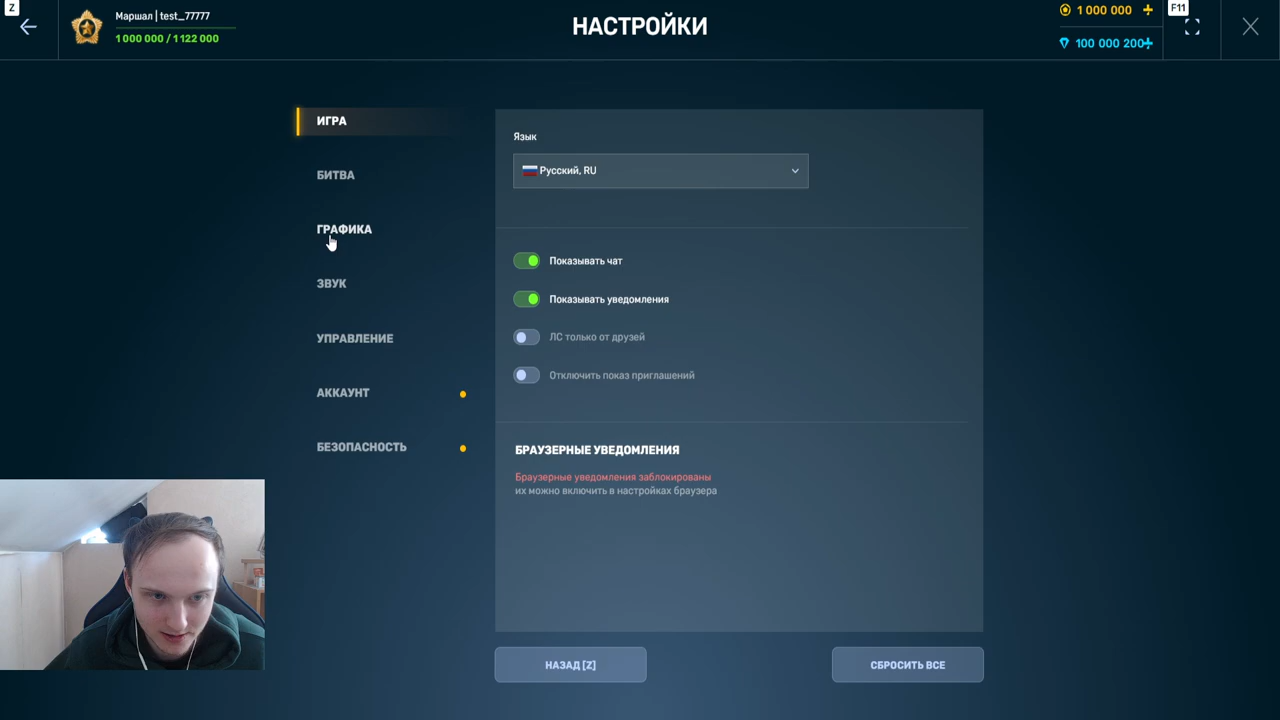 Z
Маршал | test_77777
1 000 000 / 1 122 000
НАСТРОЙКИ
1 000 000 +
100 000 200+
F11
ИГРА
БИТВА
ГРАФИКА
ЗВУК
УПРАВЛЕНИЕ
АККАУНТ
БЕЗОПАСНОСТЬ
Язык
Русский, RU
Показывать чат
Показывать уведомления
ЛС только от друзей
Отключить показ приглашений
БРАУЗЕРНЫЕ УВЕДОМЛЕНИЯ
Браузерные уведомления заблокированы
их можно включить в настройках браузера
НАЗАД [Z]
СБРОСИТЬ ВСЕ